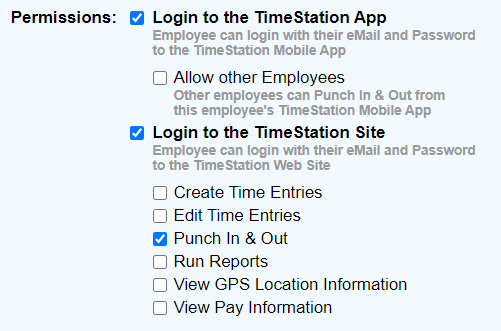 Permissions: Login to the TimeStation App
Employee can login with their eMail and Password
to the TimeStation Mobile App
Allow other Employees
Other employees can Punch In & Out from
this employee's TimeStation Mobile App
Login to the TimeStation Site
Employee can login with their eMail and Password
to the TimeStation Web Site
Create Time Entries
Edit Time Entries
Punch In & Out
Run Reports
View GPS Location Information
View Pay Information